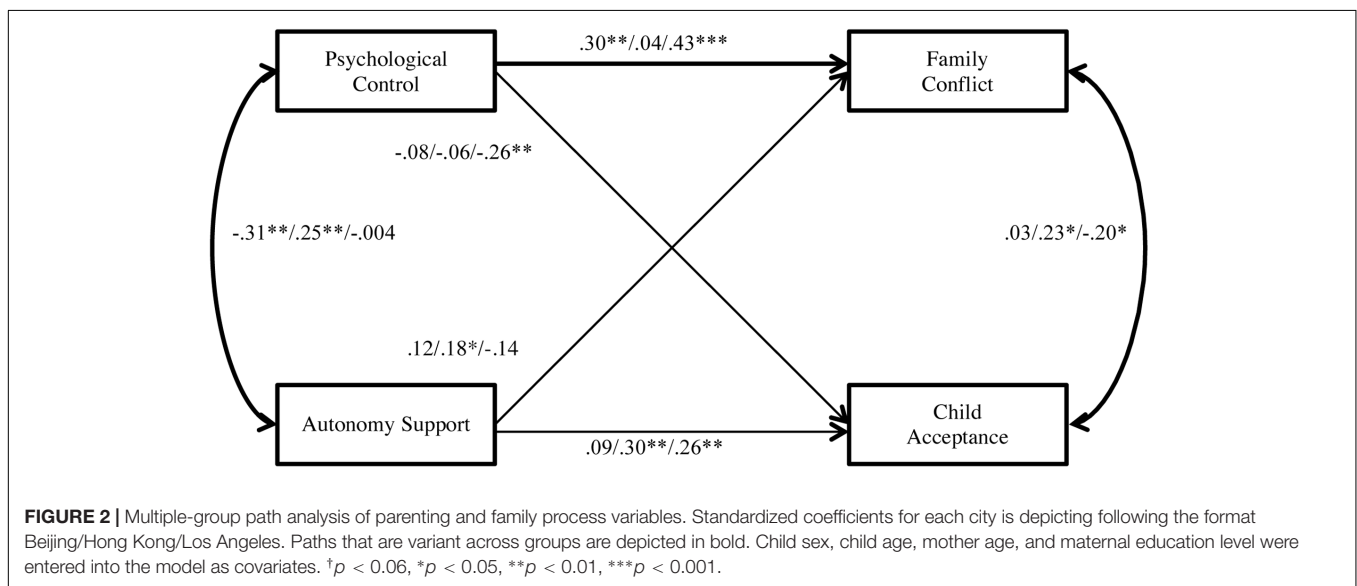 .30**/.04/.43***
Psychological
Control
Family
Conflict
-.08/-.06/-.26**
-.31**/.25**/-.004
.03/.23*/-.20*
.12/.18*/-.14
Autonomy Support
Child
Acceptance
.09/.30**/.26**
FIGURE 2 | Multiple-group path analysis of parenting and family process variables. Standardized coefficients for each city is depicting following the format
Beijing/Hong Kong/Los Angeles. Paths that are variant across groups are depicted in bold. Child sex, child age, mother age, and maternal education level were
entered into the model as covariates. †p < 0.06, *p < 0.05, **p < 0.01, ***p < 0.001.